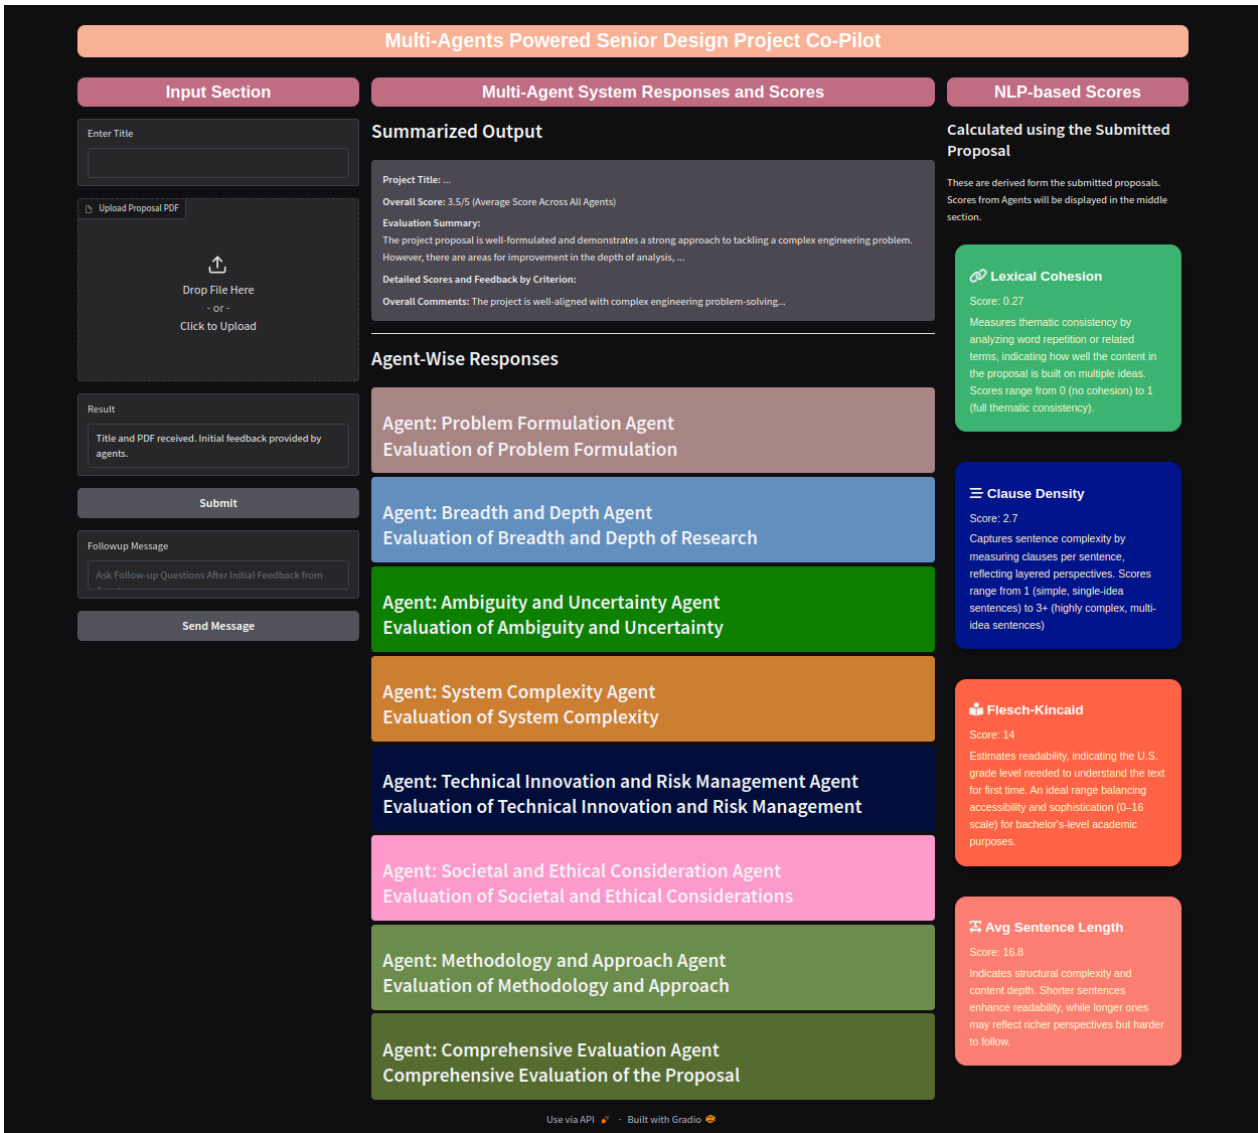 Multi-Agents Powered Senior Design Project Co-Pilot
Input Section
Enter Title
Upload Proposal PDF
Drop File Here
- or -
Click to Upload
Result
Title and PDF received. Initial feedback provided by
agents.
Submit
Followup Message
Ask Follow-up Questions After Initial Feedback from
Send Message
Multi-Agent System Responses and Scores
Summarized Output
Project Title: ...
Overall Score: 3.5/5 (Average Score Across All Agents)
Evaluation Summary:
The project proposal is well-formulated and demonstrates a strong approach to tackling a complex engineering problem.
However, there are areas for improvement in the depth of analysis, ...
Detailed Scores and Feedback by Criterion:
Overall Comments: The project is well-aligned with complex engineering problem-solving...
Agent-Wise Responses
Agent: Problem Formulation Agent
Evaluation of Problem Formulation
Agent: Breadth and Depth Agent
Evaluation of Breadth and Depth of Research
Agent: Ambiguity and Uncertainty Agent
Evaluation of Ambiguity and Uncertainty
Agent: System Complexity Agent
Evaluation of System Complexity
Agent: Technical Innovation and Risk Management Agent
Evaluation of Technical Innovation and Risk Management
Agent: Societal and Ethical Consideration Agent
Evaluation of Societal and Ethical Considerations
Agent: Methodology and Approach Agent
Evaluation of Methodology and Approach
Agent: Comprehensive Evaluation Agent
Comprehensive Evaluation of the Proposal
NLP-based Scores
Calculated using the Submitted
Proposal
These are derived form the submitted proposals.
Scores from Agents will be displayed in the middle
section.
Lexical Cohesion
Score: 0.27
Measures thematic consistency by
analyzing word repetition or related
terms, indicating how well the content in
the proposal is built on multiple ideas.
Scores range from 0 (no cohesion) to 1
(full thematic consistency).
Clause Density
Score: 2.7
Captures sentence complexity by
measuring clauses per sentence,
reflecting layered perspectives. Scores
range from 1 (simple, single-idea
sentences) to 3+ (highly complex, multi-
idea sentences)
Flesch-Kincaid
Score: 14
Estimates readability, indicating the U.S.
grade level needed to understand the text
for first time. An ideal range balancing
accessibility and sophistication (0–16
scale) for bachelor's-level academic
purposes.
Avg Sentence Length
Score: 16.8
Indicates structural complexity and
content depth. Shorter sentences
enhance readability, while longer ones
may reflect richer perspectives but harder
to follow.
Use via API · Built with Gradio